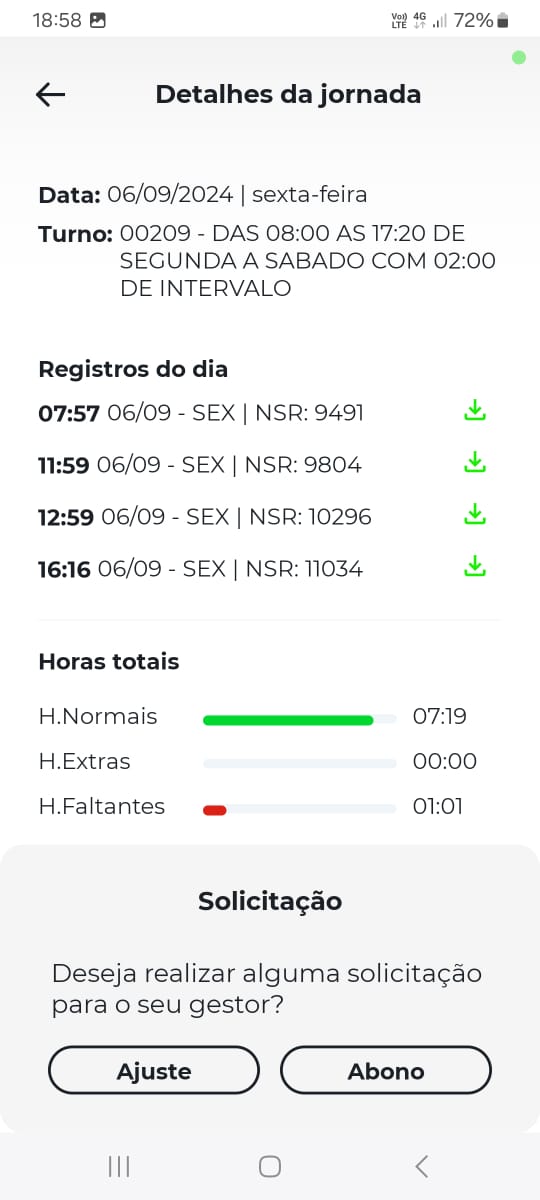 18:58 Vo)) LTE 4G 72%
Detalhes da jornada
Data: 06/09/2024 | sexta-feira
Turno: 00209 - DAS 08:00 AS 17:20 DE
SEGUNDA A SABADO COM 02:00
DE INTERVALO
Registros do dia
07:57 06/09 - SEX | NSR: 9491
11:59 06/09 - SEX | NSR: 9804
12:59 06/09 - SEX | NSR: 10296
16:16 06/09 - SEX | NSR: 11034
Horas totais
H.Normais 07:19
H.Extras 00:00
H.Faltantes 01:01
Solicitação
Deseja realizar alguma solicitação
para o seu gestor?
Ajuste Abono